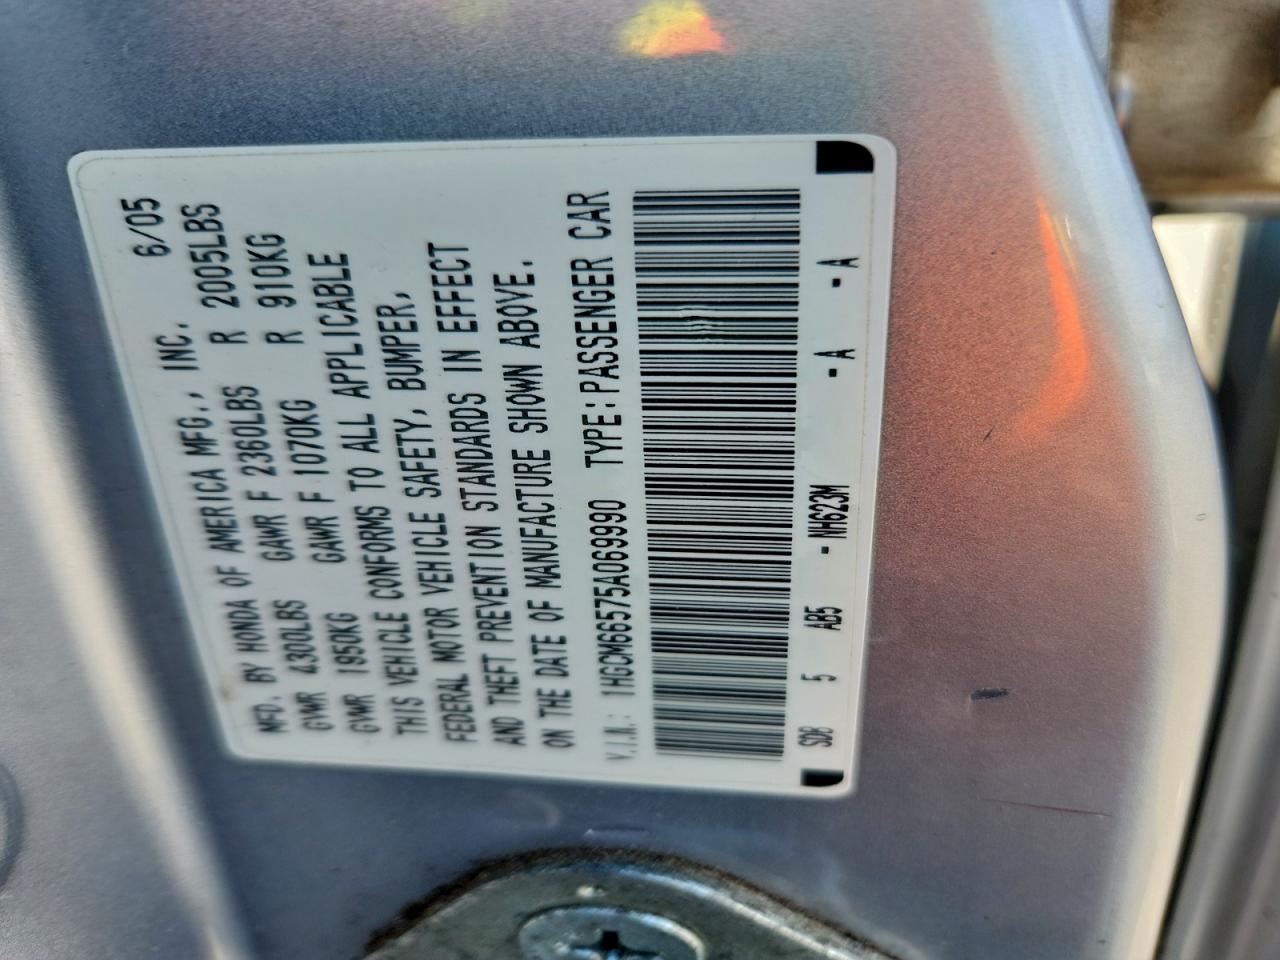 MFD. BY HONDA OF AMERICA MFG., INC. 6/05
GVWR 4300LBS GAWR F 2360LBS R 2005LBS
GVWR 1950KG GAWR F 1070KG R 910KG
THIS VEHICLE CONFORMS TO ALL APPLICABLE
FEDERAL MOTOR VEHICLE SAFETY, BUMPER,
AND THEFT PREVENTION STANDARDS IN EFFECT
ON THE DATE OF MANUFACTURE SHOWN ABOVE.
V.I.N.: 1HGCM66575A069990 TYPE:PASSENGER CAR
SDB 5 AB5 -NH623M -A -A